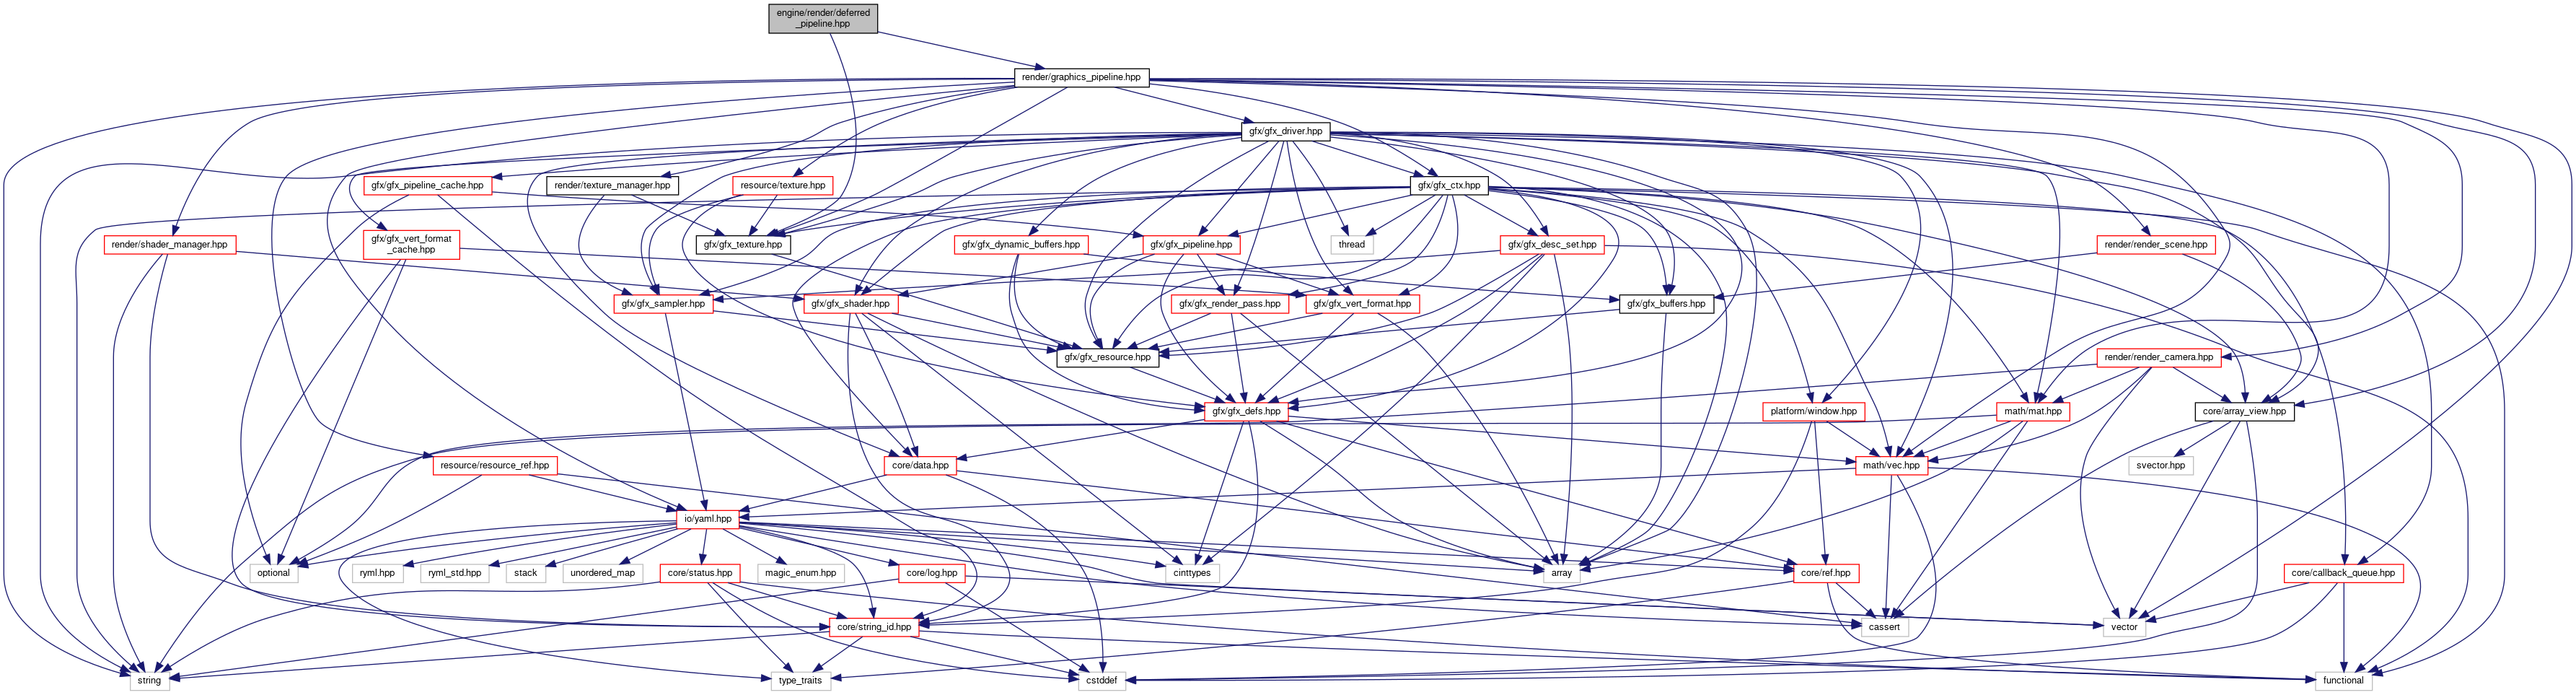 engine/render/deferred
_pipeline.hpp
render/graphics_pipeline.hpp
gfx/gfx_driver.hpp
gfx/gfx_pipeline_cache.hpp
render/texture_manager.hpp
resource/texture.hpp
gfx/gfx_ctx.hpp
render/shader_manager.hpp
gfx/gfx_vert_format
_cache.hpp
gfx/gfx_texture.hpp
gfx/gfx_dynamic_buffers.hpp
gfx/gfx_pipeline.hpp
thread
gfx/gfx_desc_set.hpp
render/render_scene.hpp
gfx/gfx_sampler.hpp
gfx/gfx_shader.hpp
gfx/gfx_render_pass.hpp
gfx/gfx_vert_format.hpp
gfx/gfx_buffers.hpp
gfx/gfx_resource.hpp
render/render_camera.hpp
gfx/gfx_defs.hpp
platform/window.hpp
math/mat.hpp
core/array_view.hpp
resource/resource_ref.hpp
core/data.hpp
math/vec.hpp
svector.hpp
io/yaml.hpp
optional
ryml.hpp
ryml_std.hpp
stack
unordered_map
core/status.hpp
magic_enum.hpp
core/log.hpp
cinttypes
array
core/ref.hpp
core/callback_queue.hpp
core/string_id.hpp
cassert
vector
string
type_traits
cstddef
functional